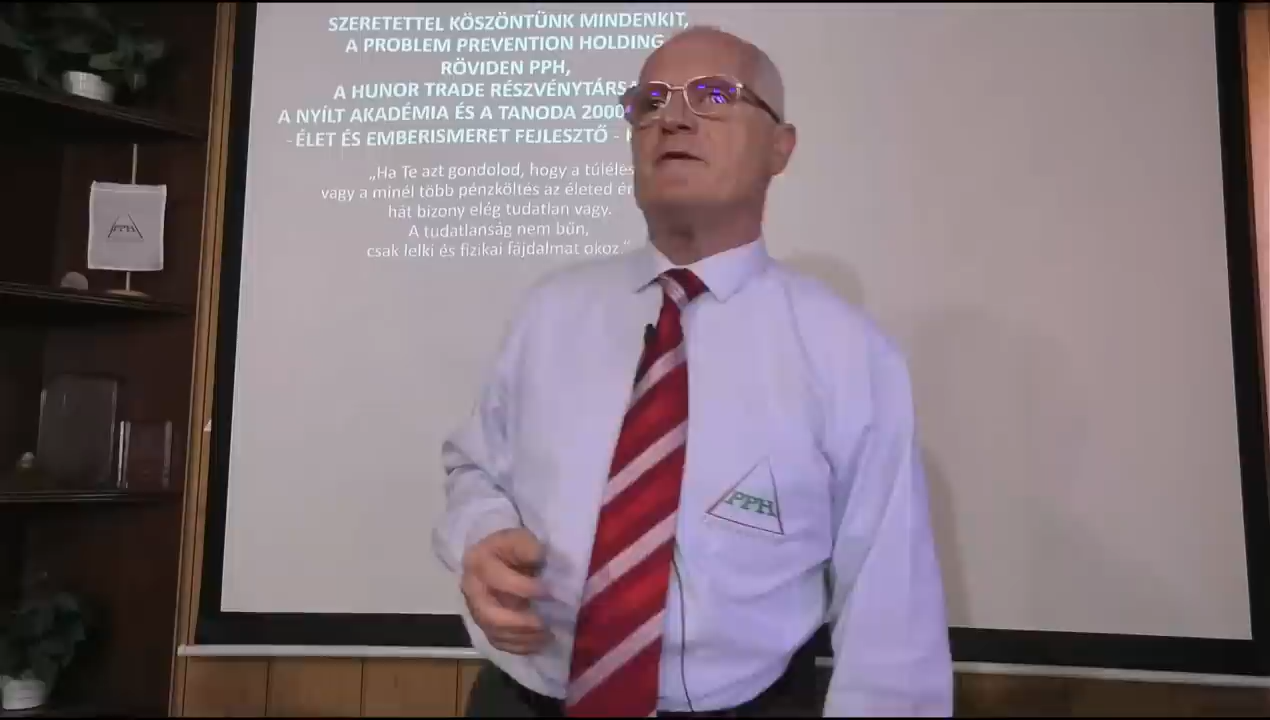 SZERETETTEL KÖSZÖNTÜNK MINDENKIT,
A PROBLEM PREVENTION HOLDING
RÖVIDEN PPH,
A HUNOR TRADE
A NYÍLT AKADÉMIA ÉS A TANODA 2000
- ÉLET ÉS EMBERISMERET FEJLESZTŐ -
„Ha Te azt gondolod, hogy a túlélés
vagy a minél több pénzköltés az életed
hát bizony elég tudatlan vagy.
A tudatlanság nem bűn,
csak lelki és fizikai fájdalmat okoz.”
PPH
PPH